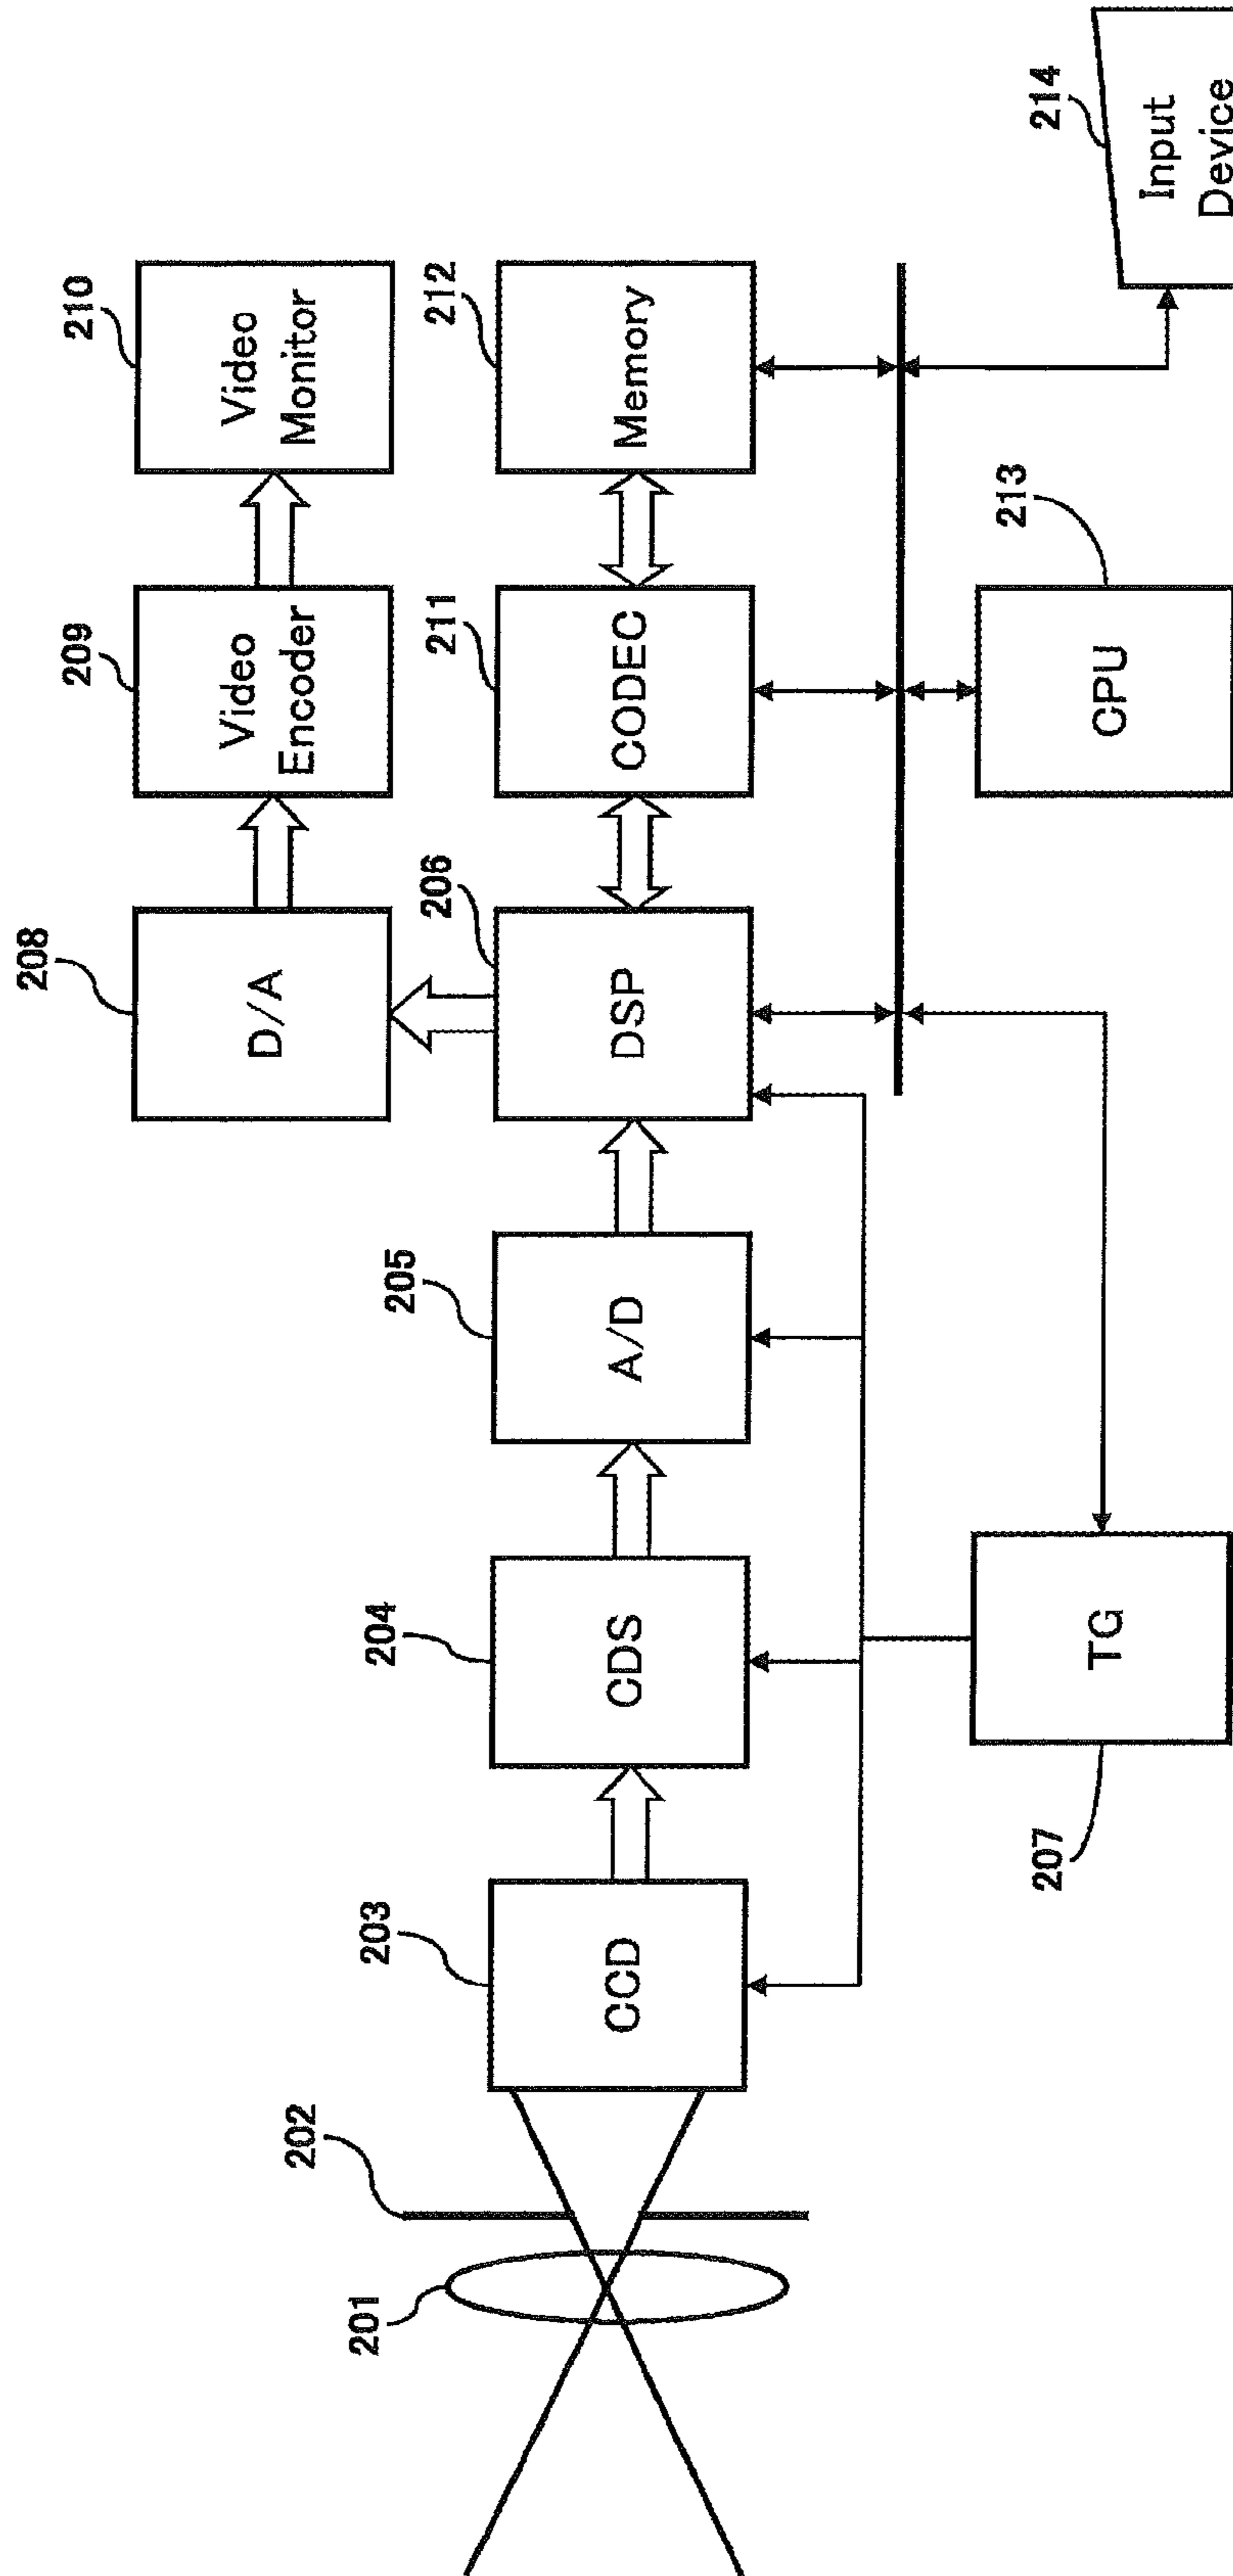 208
D/A
209
Video
Encoder
210
Video
Monitor
201
202
203
CCD
204
CDS
205
A/D
206
DSP
211
CODEC
212
Memory
207
TG
213
CPU
214
Input
Device